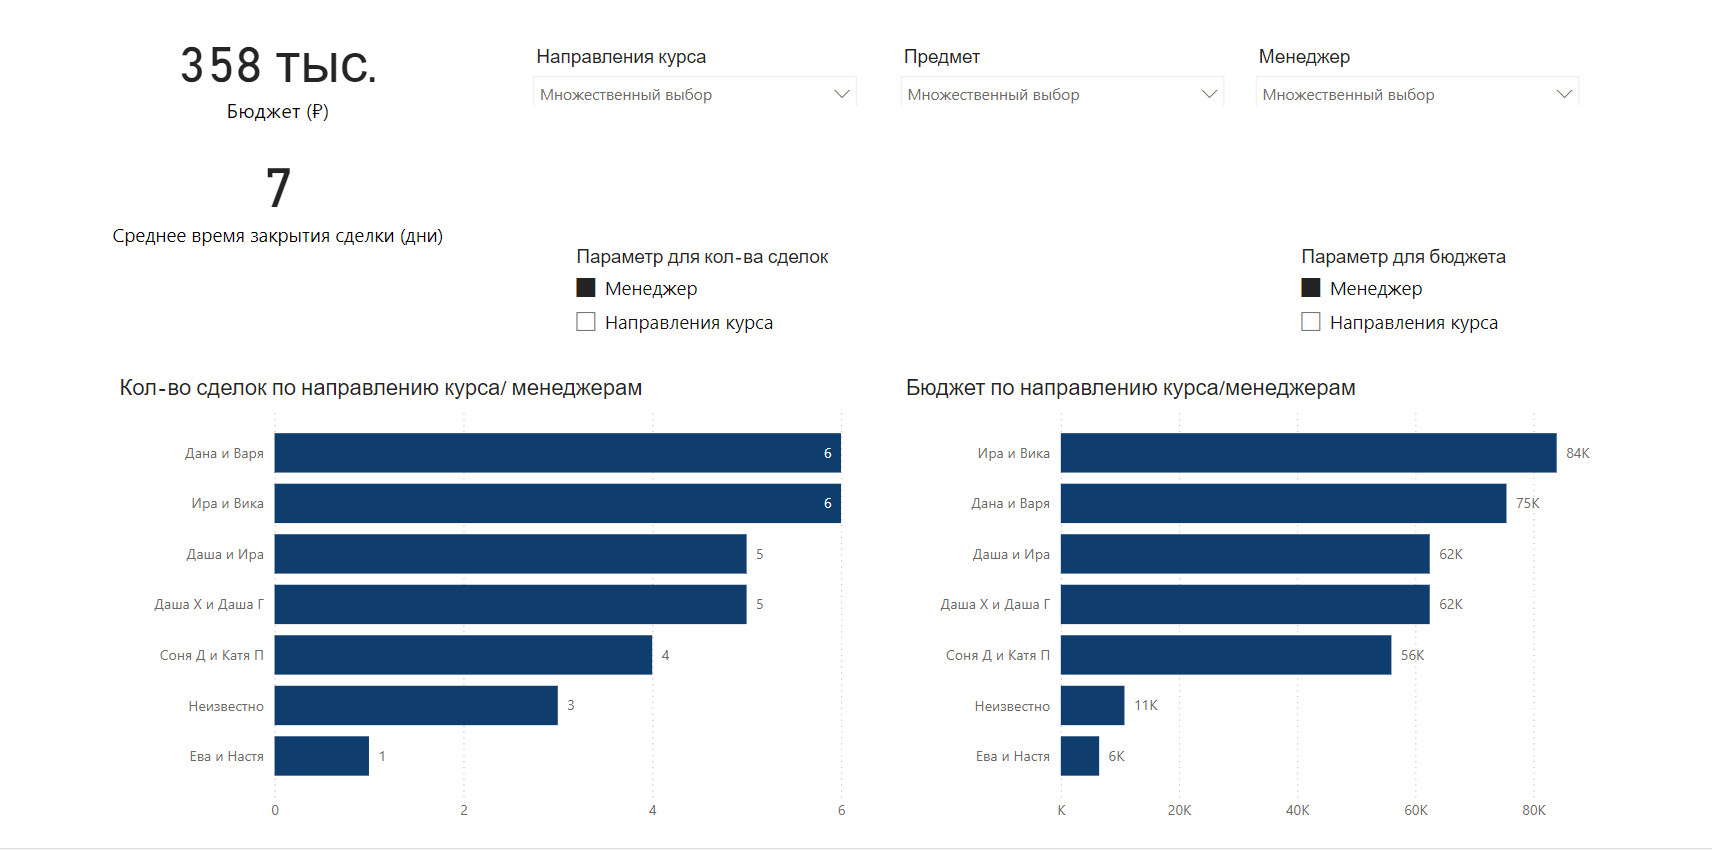 358 тыс.
Бюджет (₽)
Направления курса
Множественный выбор
Предмет
Множественный выбор
Менеджер
Множественный выбор
7
Среднее время закрытия сделки (дни)
Параметр для кол-ва сделок
Менеджер
Направления курса
Параметр для бюджета
Менеджер
Направления курса
Кол-во сделок по направлению курса/ менеджерам
Дана и Варя 6
Ира и Вика 6
Даша и Ира 5
Даша Х и Даша Г 5
Соня Д и Катя П 4
Неизвестно 3
Ева и Настя 1
0 2 4 6
Бюджет по направлению курса/менеджерам
Ира и Вика 84K
Дана и Варя 75K
Даша и Ира 62K
Даша Х и Даша Г 62K
Соня Д и Катя П 56K
Неизвестно 11K
Ева и Настя 6K
K 20K 40K 60K 80K